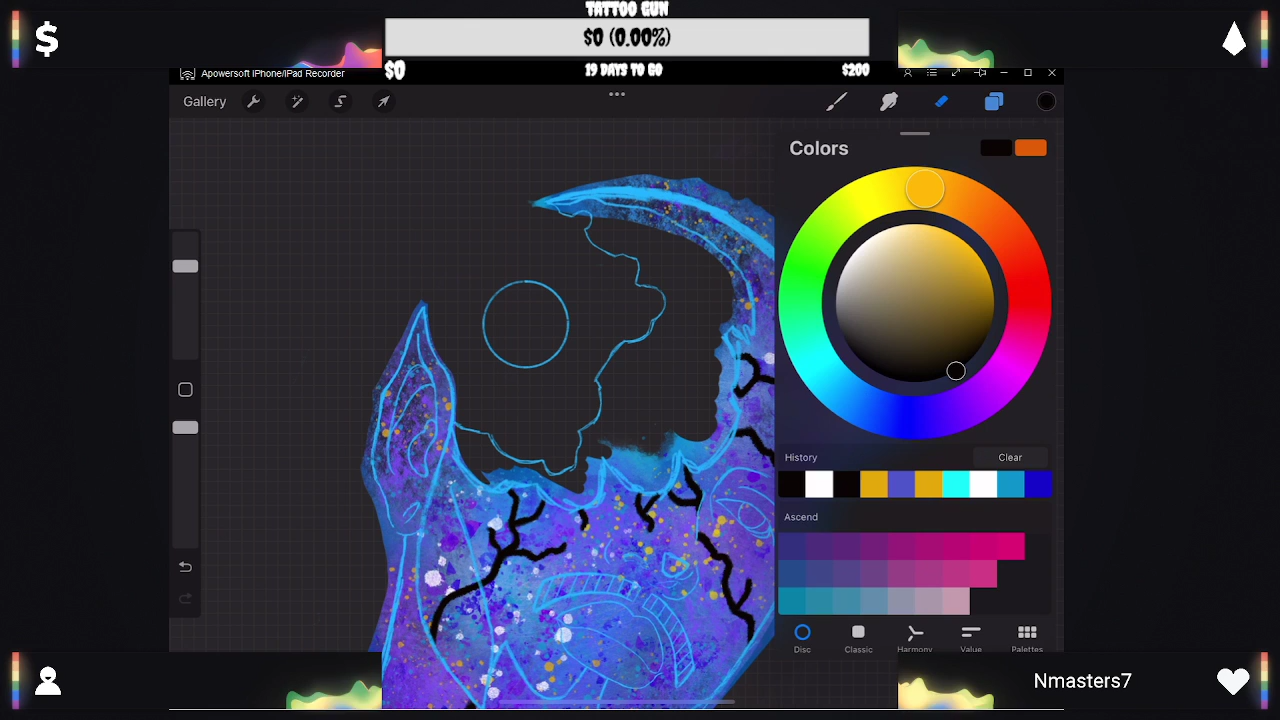 TATTOO GUN
$0 (0.00%)
$0 19 DAYS TO GO $200
$
Apowersoft iPhone/iPad Recorder
Gallery
Colors
History Clear
Ascend
Disc Classic Harmony Value Palettes
Nmasters7